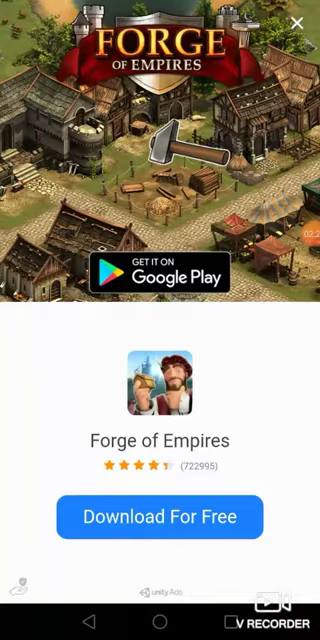 FORGE
OF EMPIRES
GET IT ON
Google Play
Forge of Empires
(722995)
Download For Free
unity Ads
V RECORDER